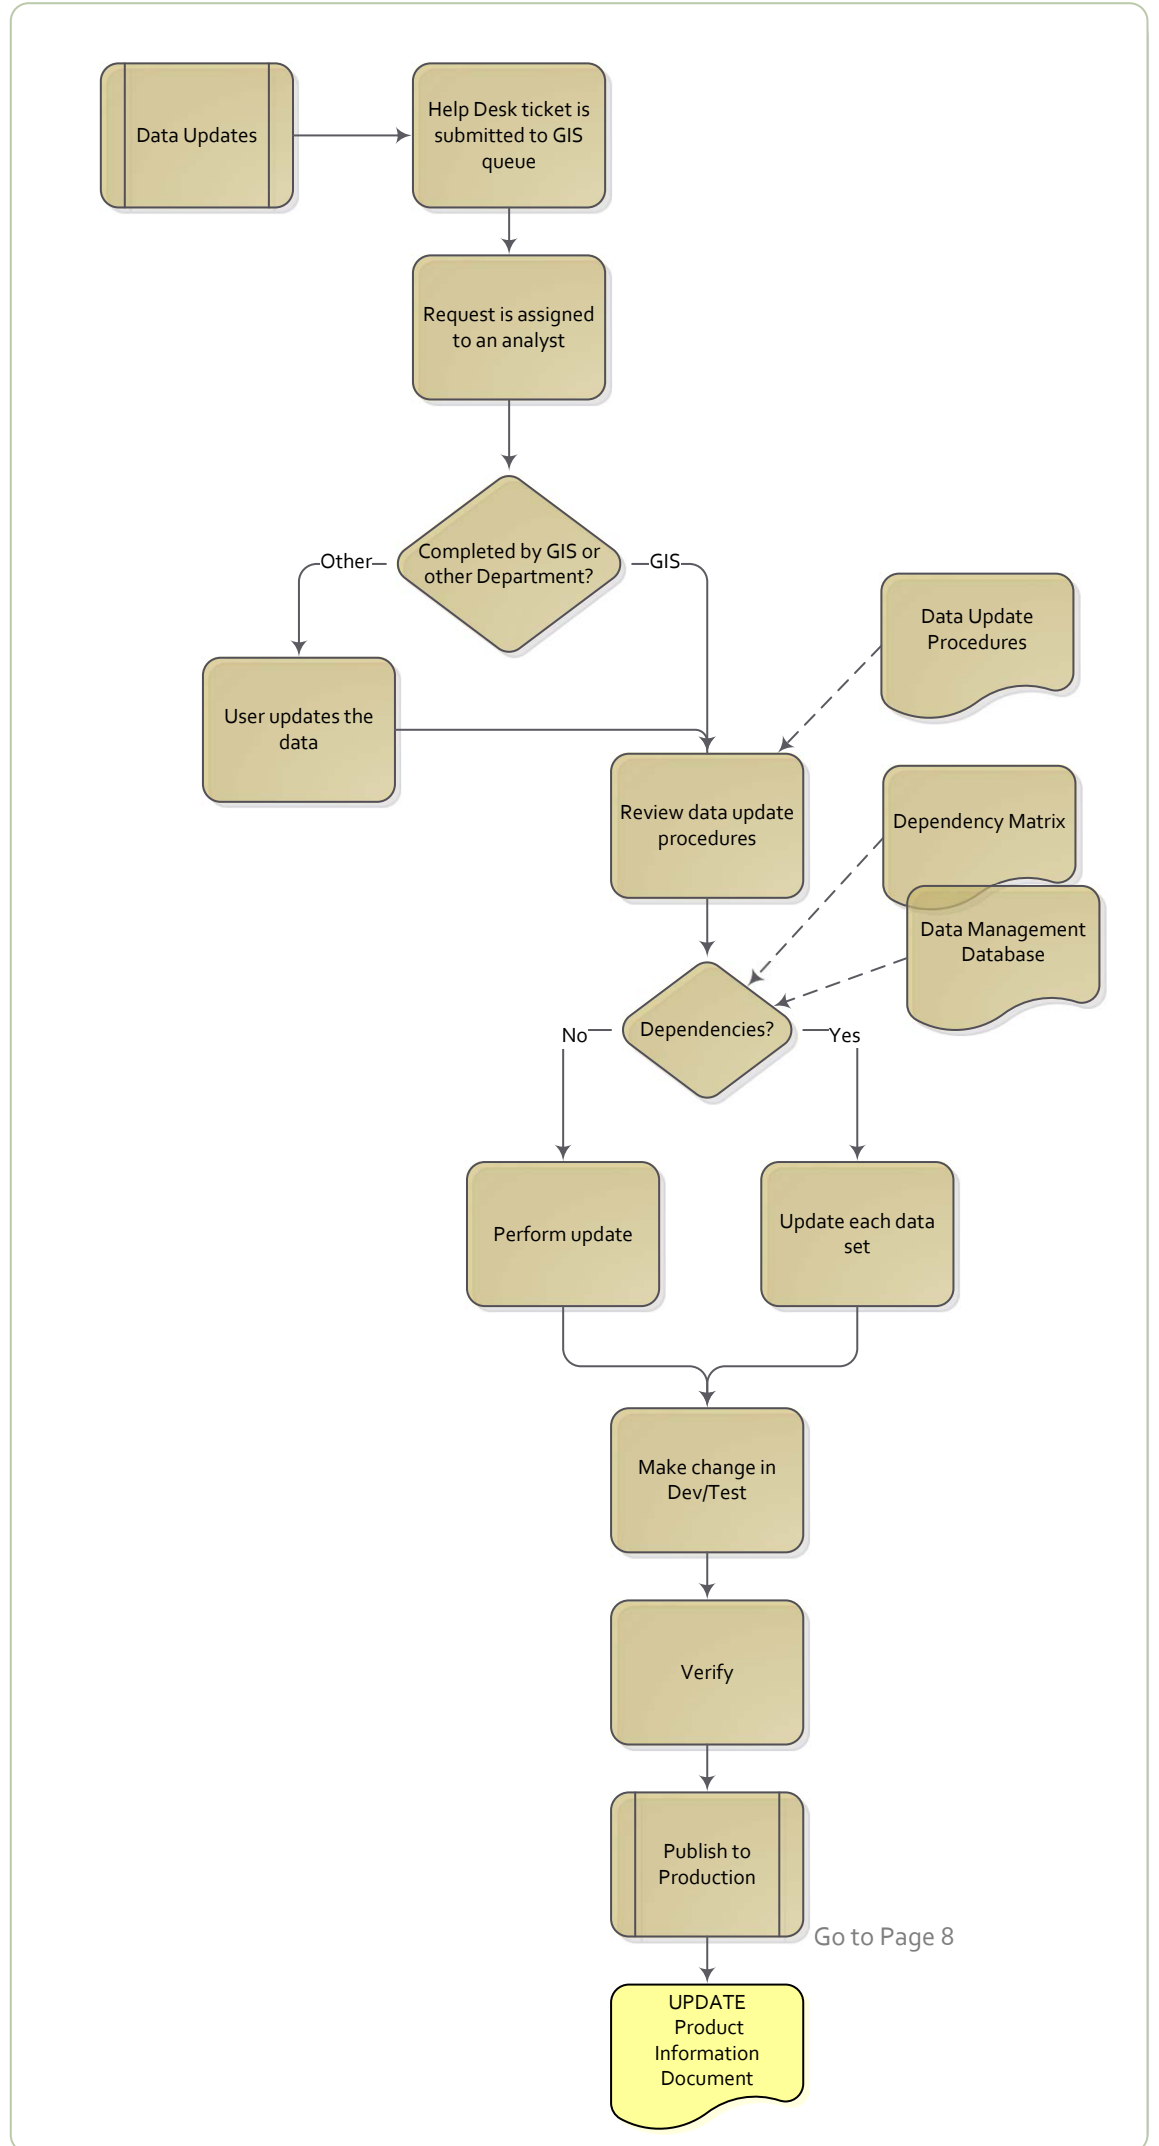 Data Updates
Help Desk ticket is
submitted to GIS
queue
Request is assigned
to an analyst
Completed by GIS or
other Department?
Other
GIS
Data Update
Procedures
User updates the
data
Review data update
procedures
Dependency Matrix
Data Management
Database
Dependencies?
No
Yes
Perform update
Update each data
set
Make change in
Dev/Test
Verify
Publish to
Production
Go to Page 8
UPDATE
Product
Information
Document